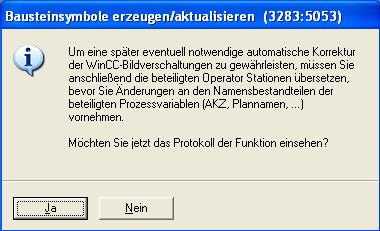 Bausteinsymbole erzeugen/aktualisieren (3283:5053)
Um eine später eventuell notwendige automatische Korrektur
der WinCC-Bildverschaltungen zu gewährleisten, müssen Sie
anschließend die beteiligten Operator Stationen übersetzen,
bevor Sie Änderungen an den Namensbestandteilen der
beteiligten Prozessvariablen (AKZ, Plannamen, ...)
vornehmen.
Möchten Sie jetzt das Protokoll der Funktion einsehen?
Ja
Nein